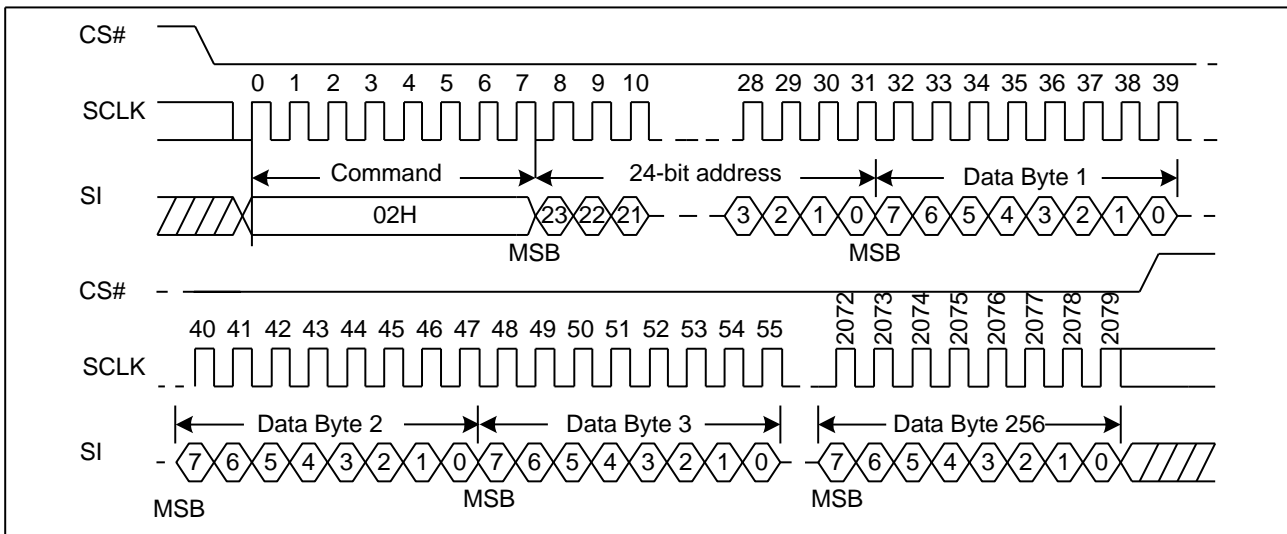 CS#
0 1 2 3 4 5 6 7 8 9 10 28 29 30 31 32 33 34 35 36 37 38 39
SCLK
Command 24-bit address Data Byte 1
SI
02H 23 22 21 3 2 1 0 7 6 5 4 3 2 1 0
MSB MSB
CS#
40 41 42 43 44 45 46 47 48 49 50 51 52 53 54 55 2072 2073 2074 2075 2076 2077 2078 2079
SCLK
Data Byte 2 Data Byte 3 Data Byte 256
SI
7 6 5 4 3 2 1 0 7 6 5 4 3 2 1 0 7 6 5 4 3 2 1 0
MSB MSB MSB